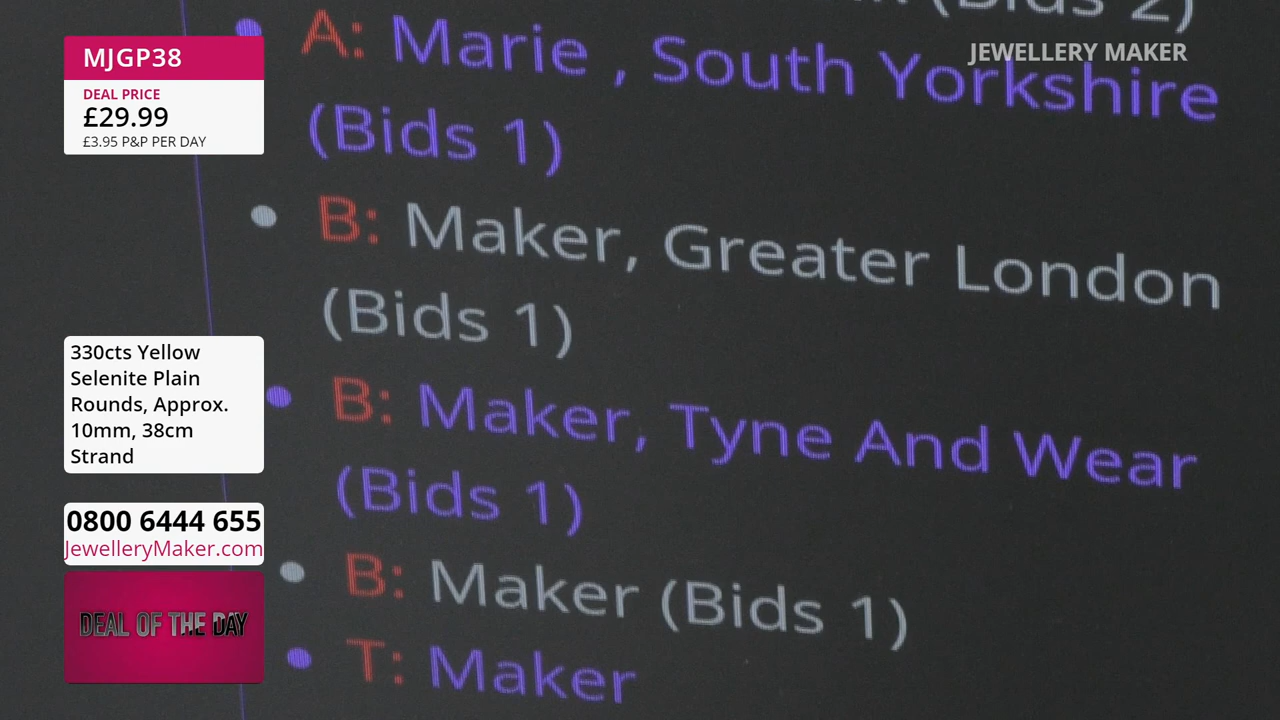 (Bids 2)
A: Marie , South Yorkshire
(Bids 1)
B: Maker, Greater London
(Bids 1)
B: Maker, Tyne And Wear
(Bids 1)
B: Maker (Bids 1)
T: Maker
JEWELLERY MAKER
MJGP38
DEAL PRICE
£29.99
£3.95 P&P PER DAY
330cts Yellow
Selenite Plain
Rounds, Approx.
10mm, 38cm
Strand
0800 6444 655
JewelleryMaker.com
DEAL OF THE DAY